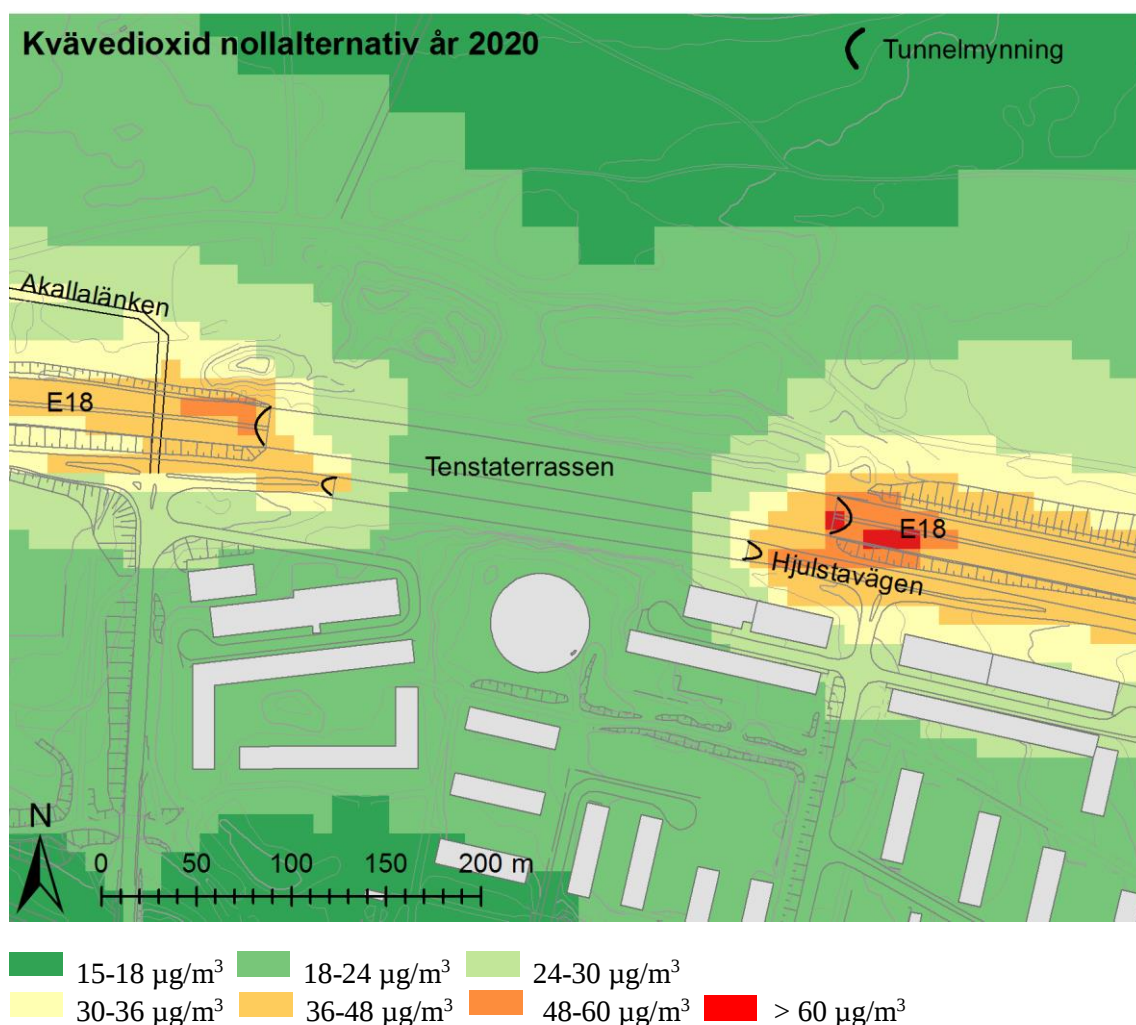 Kvävedioxid nollalternativ år 2020
Tunnelmynning
Akallalänken
E18
Tenstaterrassen
E18
Hjulstavägen
N
0 50 100 150 200 m
15-18 µg/m³ 18-24 µg/m³ 24-30 µg/m³
30-36 µg/m³ 36-48 µg/m³ 48-60 µg/m³ > 60 µg/m³